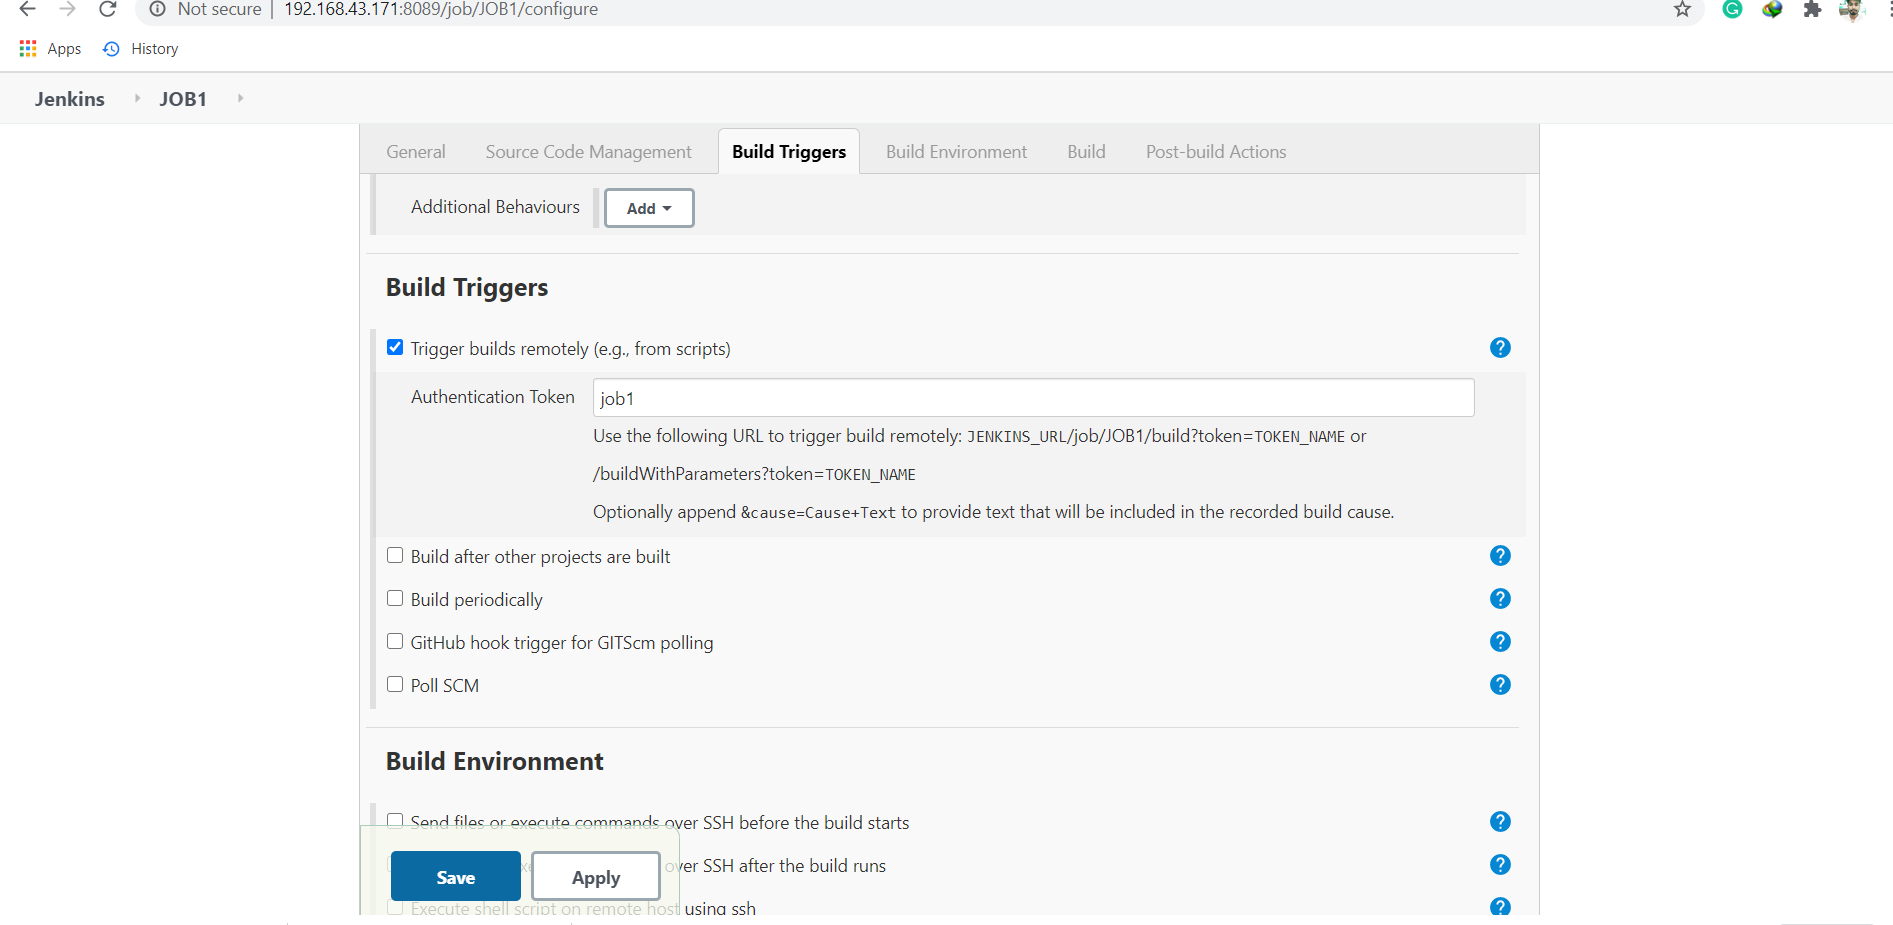 Not secure | 192.168.43.171:8089/job/JOB1/configure
Apps History
Jenkins JOB1
General Source Code Management Build Triggers Build Environment Build Post-build Actions
Additional Behaviours Add
Build Triggers
Trigger builds remotely (e.g., from scripts)
Authentication Token job1
Use the following URL to trigger build remotely: JENKINS_URL/job/JOB1/build?token=TOKEN_NAME or
/buildWithParameters?token=TOKEN_NAME
Optionally append &cause=Cause+Text to provide text that will be included in the recorded build cause.
Build after other projects are built
Build periodically
GitHub hook trigger for GITScm polling
Poll SCM
Build Environment
Send files or execute commands over SSH before the build starts
over SSH after the build runs
Save Apply
Execute shell script on remote host using ssh